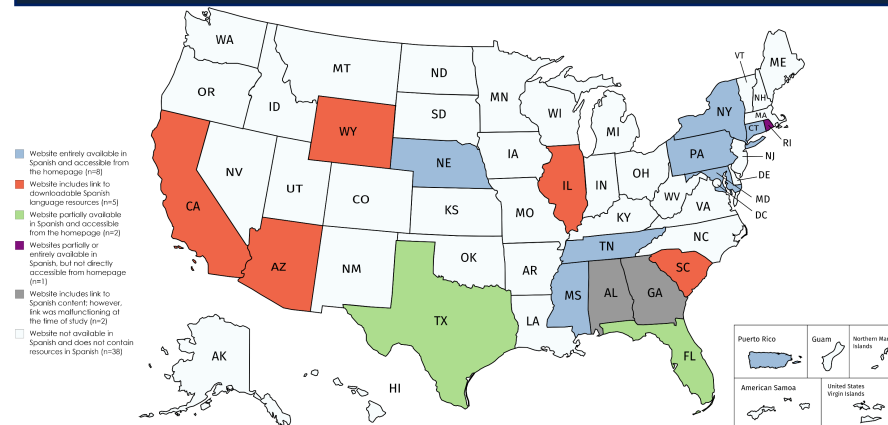 WA
VT
ME
MT
ND
MN
OR
NH
ID
SD
WI
NY
MA
WY
MI
CT
RI
Website entirely available in
Spanish and accessible from
the homepage (n=8)
IA
NE
PA
NJ
Website includes link to
downloadable Spanish
language resources (n=5)
NV
OH
DE
UT
IL
IN
MD
CA
CO
WV
VA
DC
Website partially available
in Spanish and accessible
from the homepage (n=2)
KS
MO
KY
Websites partially or
entirely available in
Spanish, but not directly
accessible from homepage
(n=1)
NC
TN
OK
AZ
NM
AR
SC
Website includes link to
Spanish content; however,
link was malfunctioning at
the time of study (n=2)
MS
AL
GA
TX
LA
Website not available in
Spanish and does not contain
resources in Spanish (n=38)
AK
FL
HI
Puerto Rico
Guam
Northern Mar
Islands
American Samoa
United States
Virgin Islands